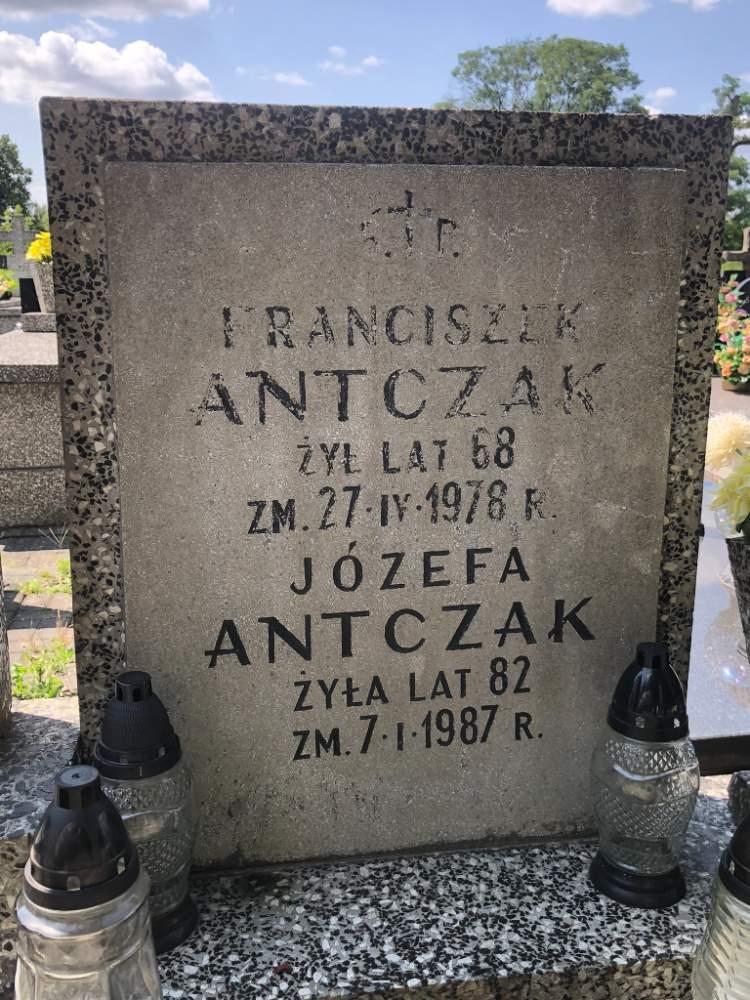 Ś. P.
FRANCISZEK
ANTCZAK
ŻYŁ LAT 68
ZM. 27·IV·1978 R.
JÓZEFA
ANTCZAK
ŻYŁA LAT 82
ZM. 7·I·1987 R.